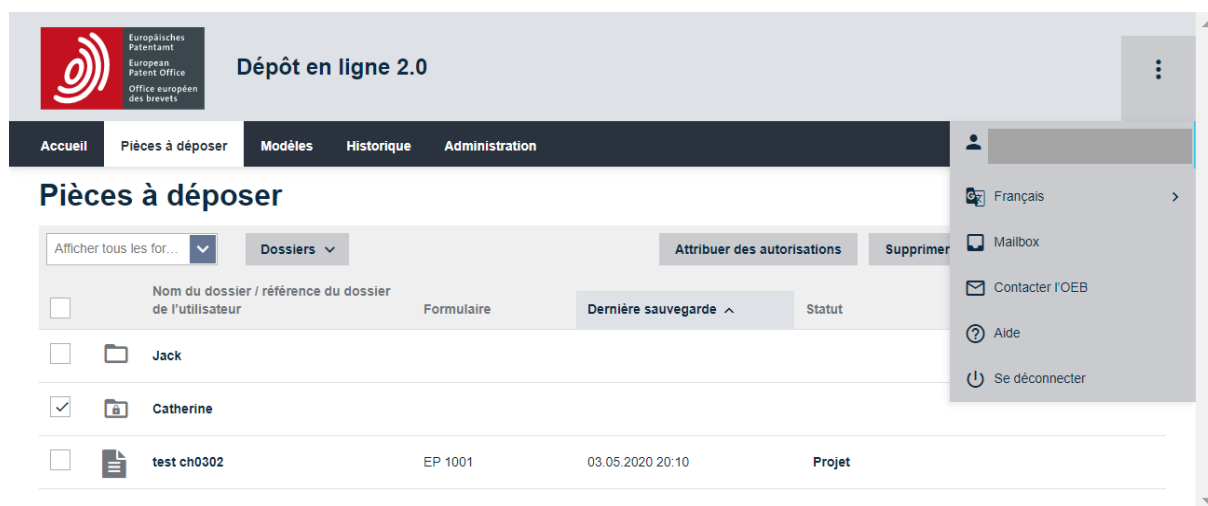 Europäisches
Patentamt
European
Patent Office
Office européen
des brevets
Dépôt en ligne 2.0
Accueil Pièces à déposer Modèles Historique Administration
Pièces à déposer
Français
Afficher tous les for... Dossiers Attribuer des autorisations Supprimer
Mailbox
Nom du dossier / référence du dossier
de l'utilisateur Formulaire Dernière sauvegarde Statut
Contacter l'OEB
Aide
Jack
Se déconnecter
Catherine
test ch0302 EP 1001 03.05.2020 20:10 Projet